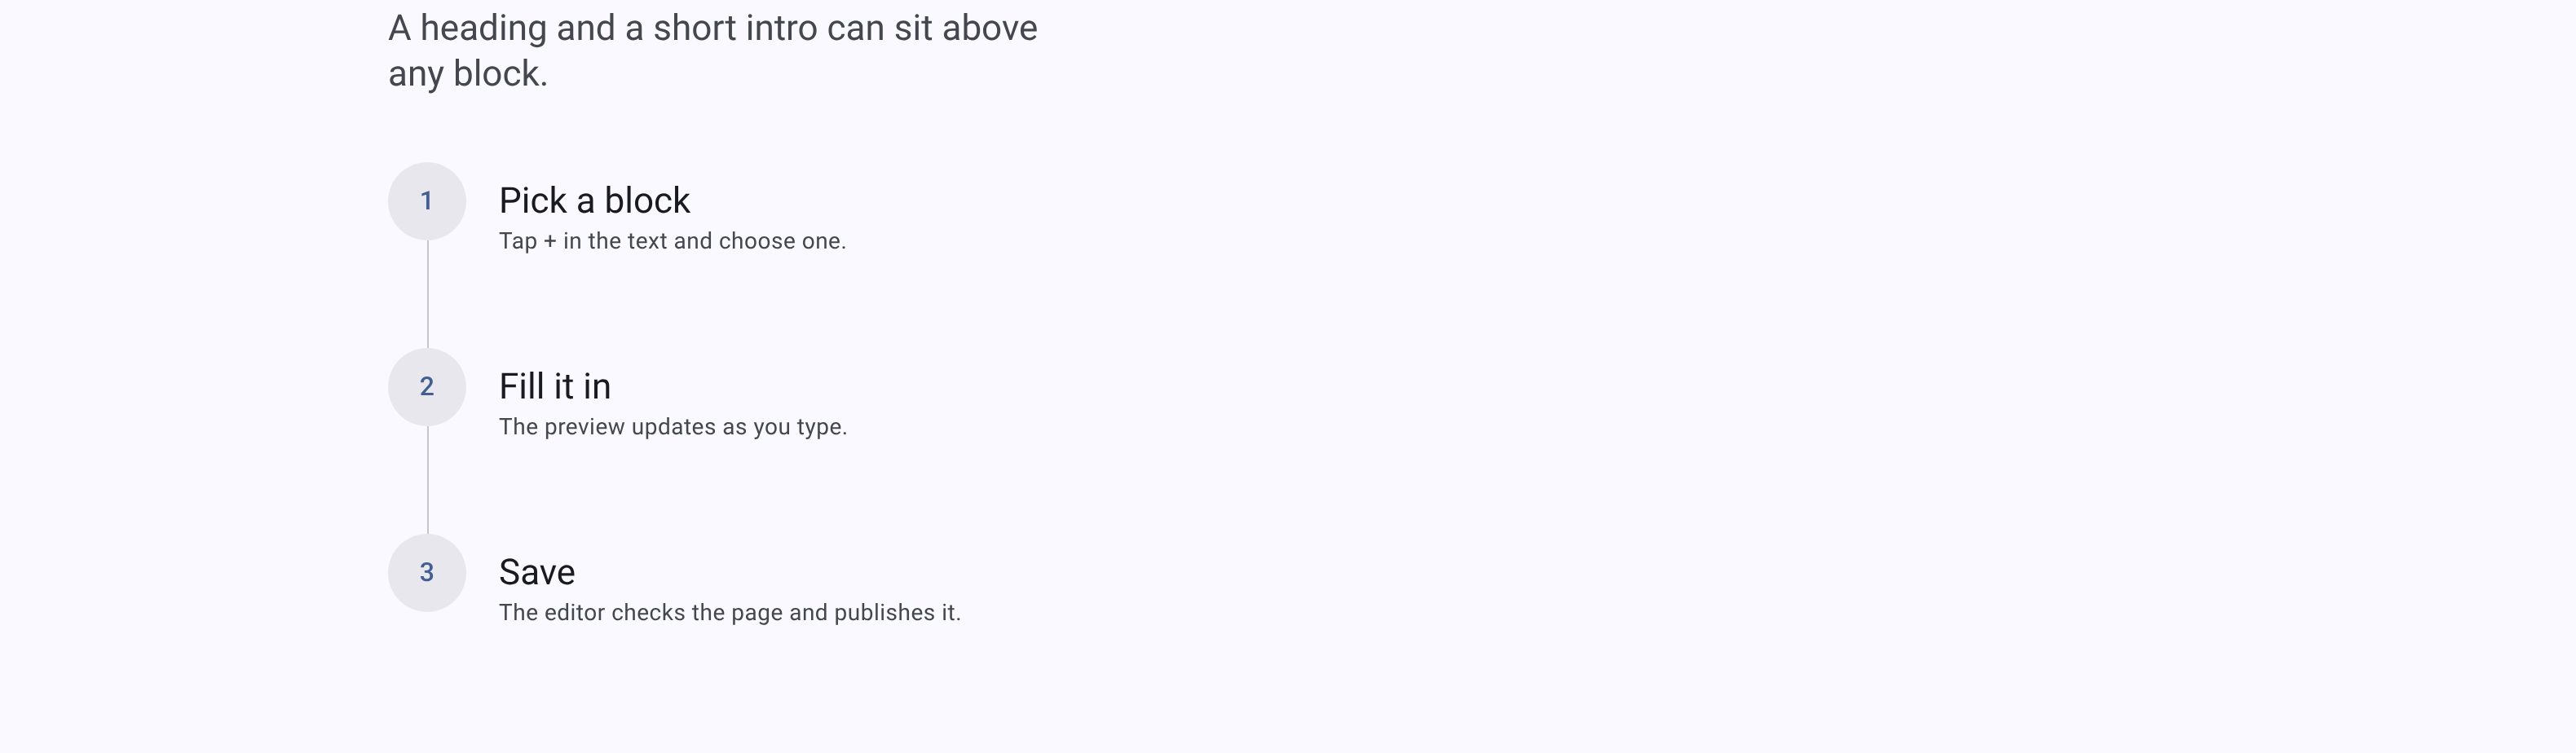 A heading and a short intro can sit above
any block.
1
Pick a block
Tap + in the text and choose one.
2
Fill it in
The preview updates as you type.
3
Save
The editor checks the page and publishes it.